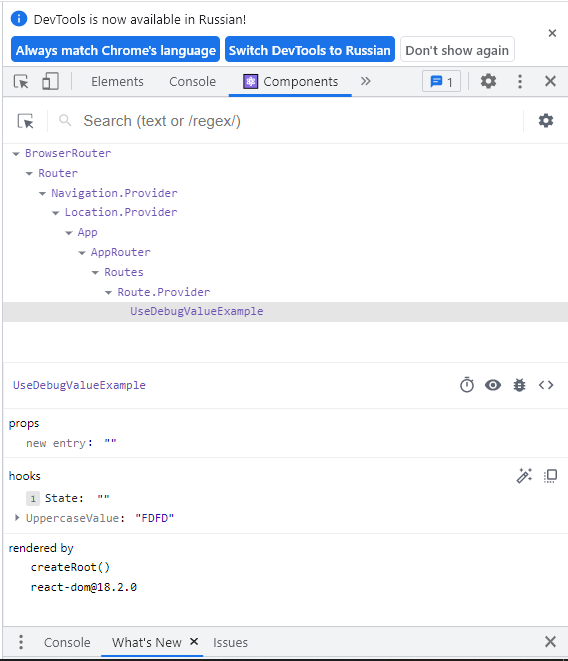 DevTools is now available in Russian!
Always match Chrome's language Switch DevTools to Russian Don't show again
Elements Console Components 1
Search (text or /regex/)
BrowserRouter
Router
Navigation.Provider
Location.Provider
App
AppRouter
Routes
Route.Provider
UseDebugValueExample
UseDebugValueExample
props
new entry: ""
hooks
1 State: ""
UppercaseValue: "FDFD"
rendered by
createRoot()
react-dom@18.2.0
Console What's New Issues